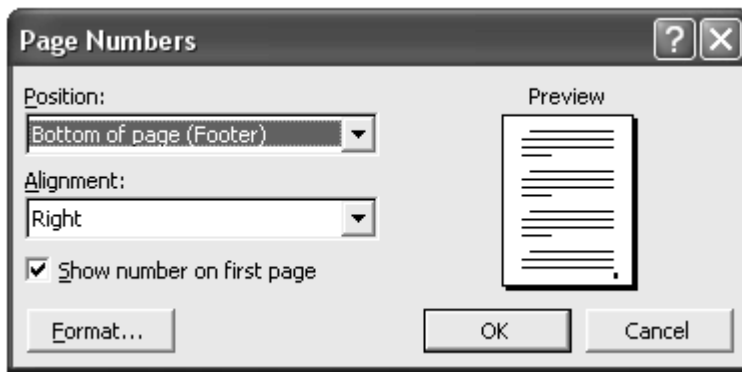 Page Numbers
Position:
Preview
Bottom of page (Footer)
Alignment:
Right
Show number on first page
Format...
OK
Cancel